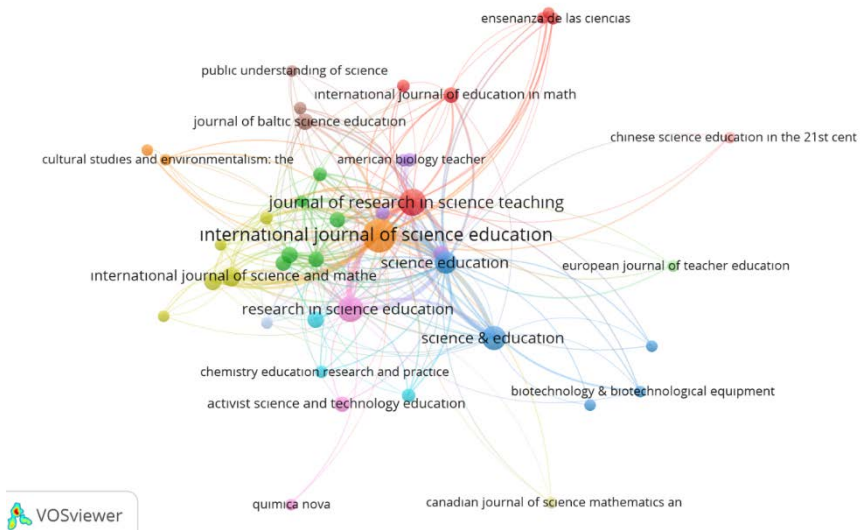 ensenanza de las ciencias
public understanding of science
international journal of education in math
journal of baltic science education
chinese science education in the 21st cent
cultural studies and environmentalism: the
american biology teacher
journal of research in science teaching
international journal of science education
science education
european journal of teacher education
international journal of science and mathe
research in science education
science & education
chemistry education research and practice
biotechnology & biotechnological equipment
activist science and technology education
quimica nova
canadian journal of science mathematics an
VOSviewer